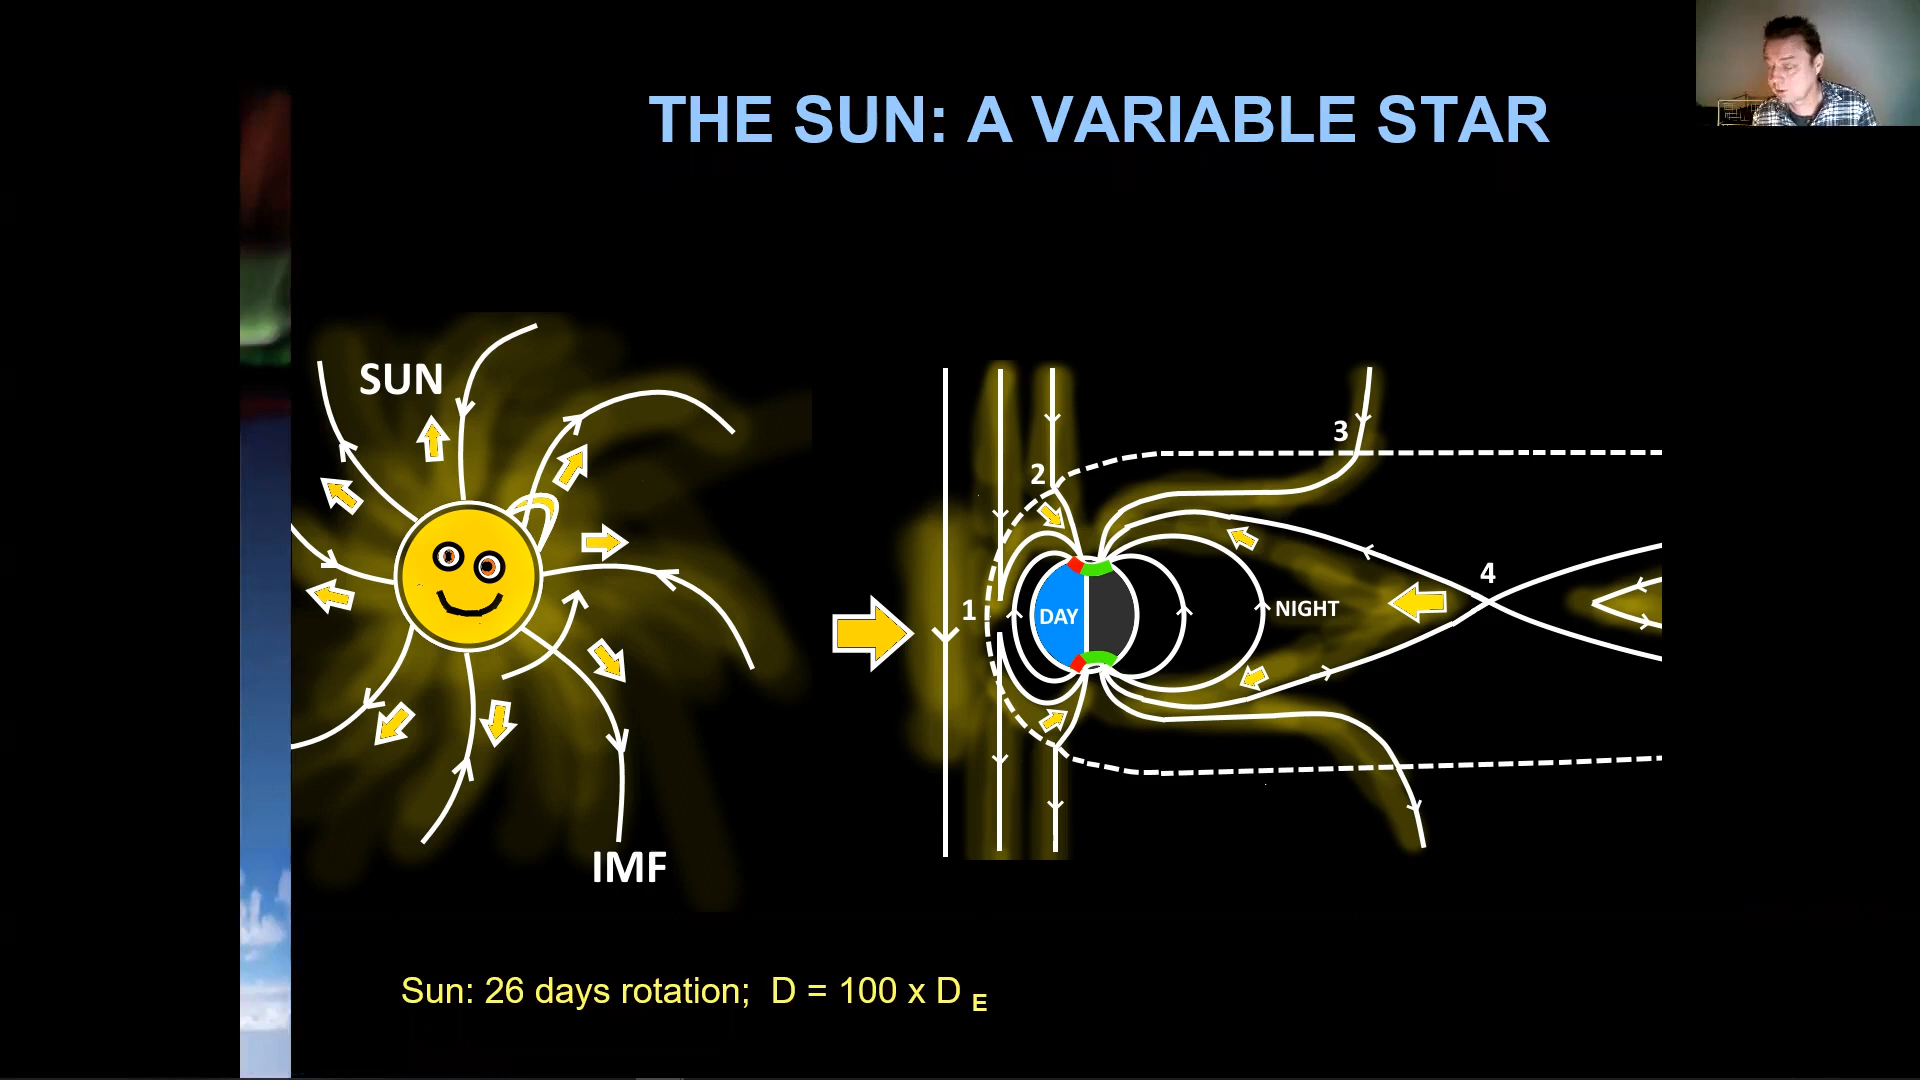 THE SUN: A VARIABLE STAR
SUN
3
2
4
1
DAY
NIGHT
IMF
Sun: 26 days rotation; D = 100 x D E